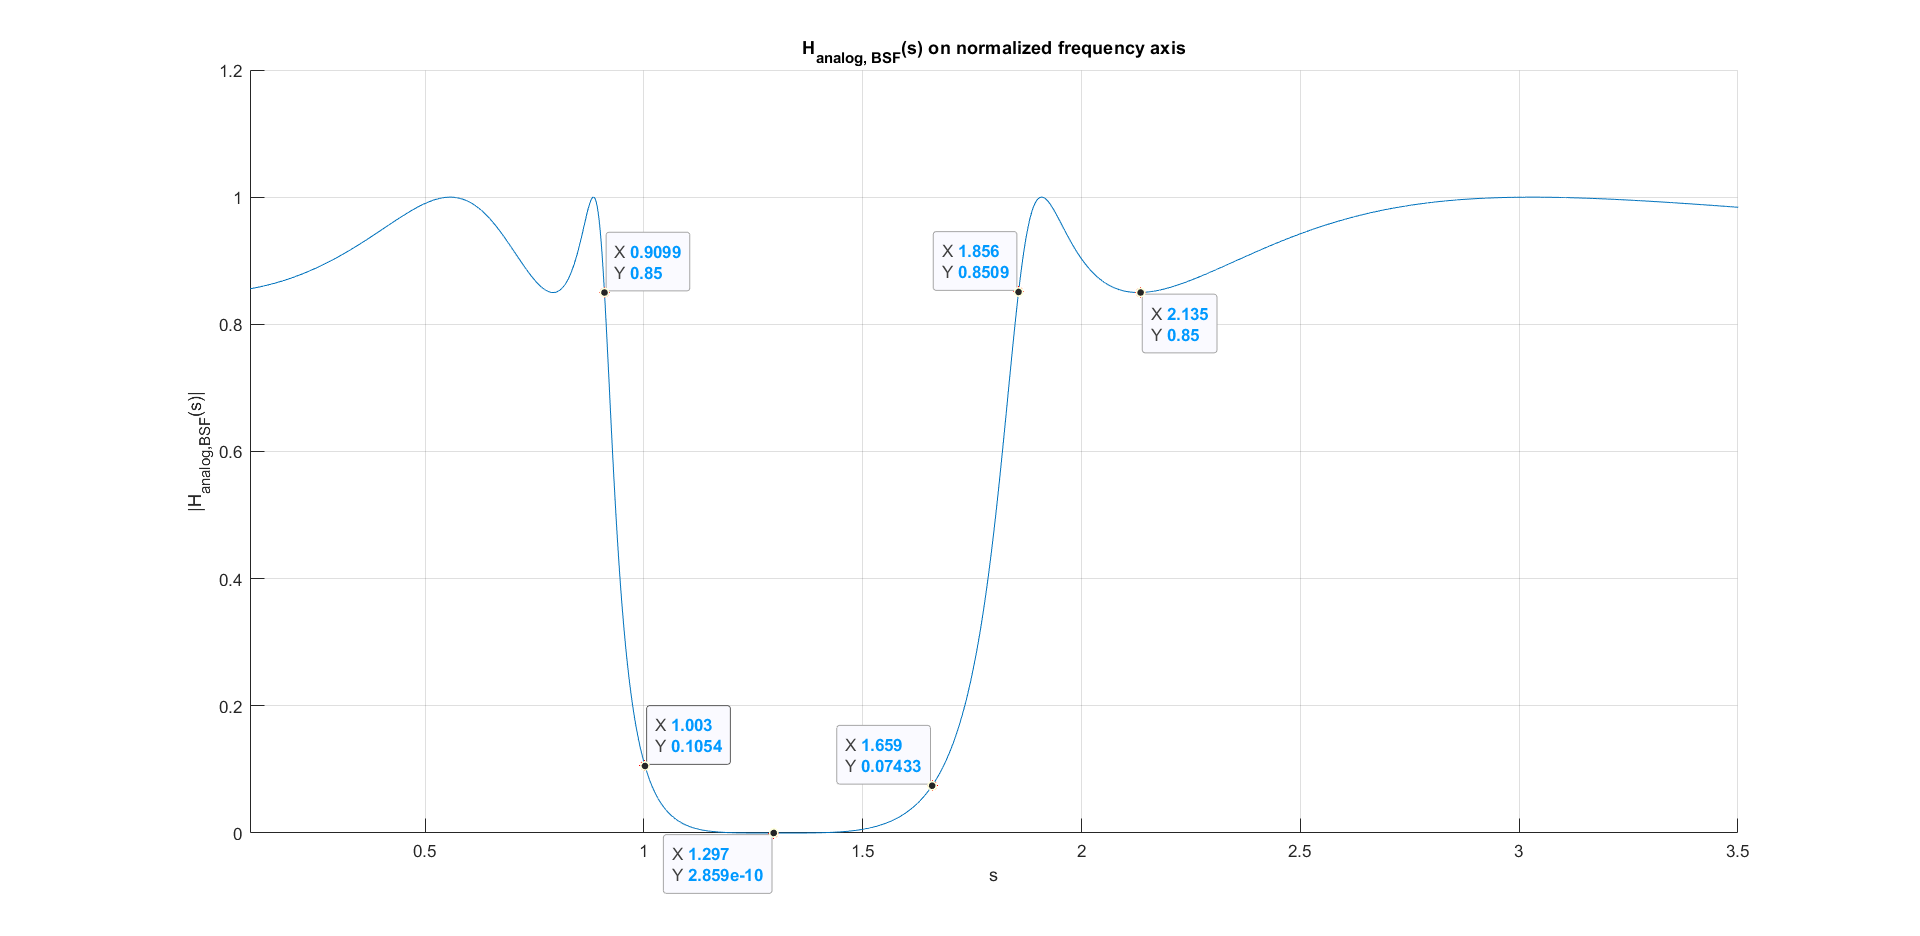 H_analog, BSF(s) on normalized frequency axis
|H_analog,BSF(s)|
1.2
1
0.8
0.6
0.4
0.2
0
X 0.9099
Y 0.85
X 1.856
Y 0.8509
X 2.135
Y 0.85
X 1.003
Y 0.1054
X 1.659
Y 0.07433
X 1.297
Y 2.859e-10
0.5
1
1.5
2
2.5
3
3.5
s